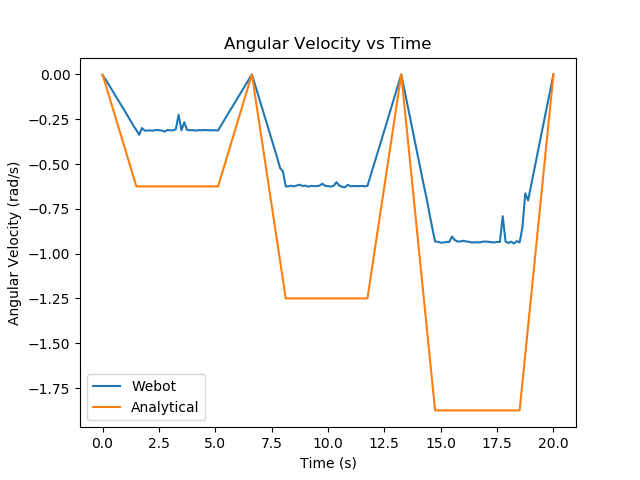 Angular Velocity vs Time
Angular Velocity (rad/s)
0.00
−0.25
−0.50
−0.75
−1.00
−1.25
−1.50
−1.75
Webot
Analytical
0.0 2.5 5.0 7.5 10.0 12.5 15.0 17.5 20.0
Time (s)